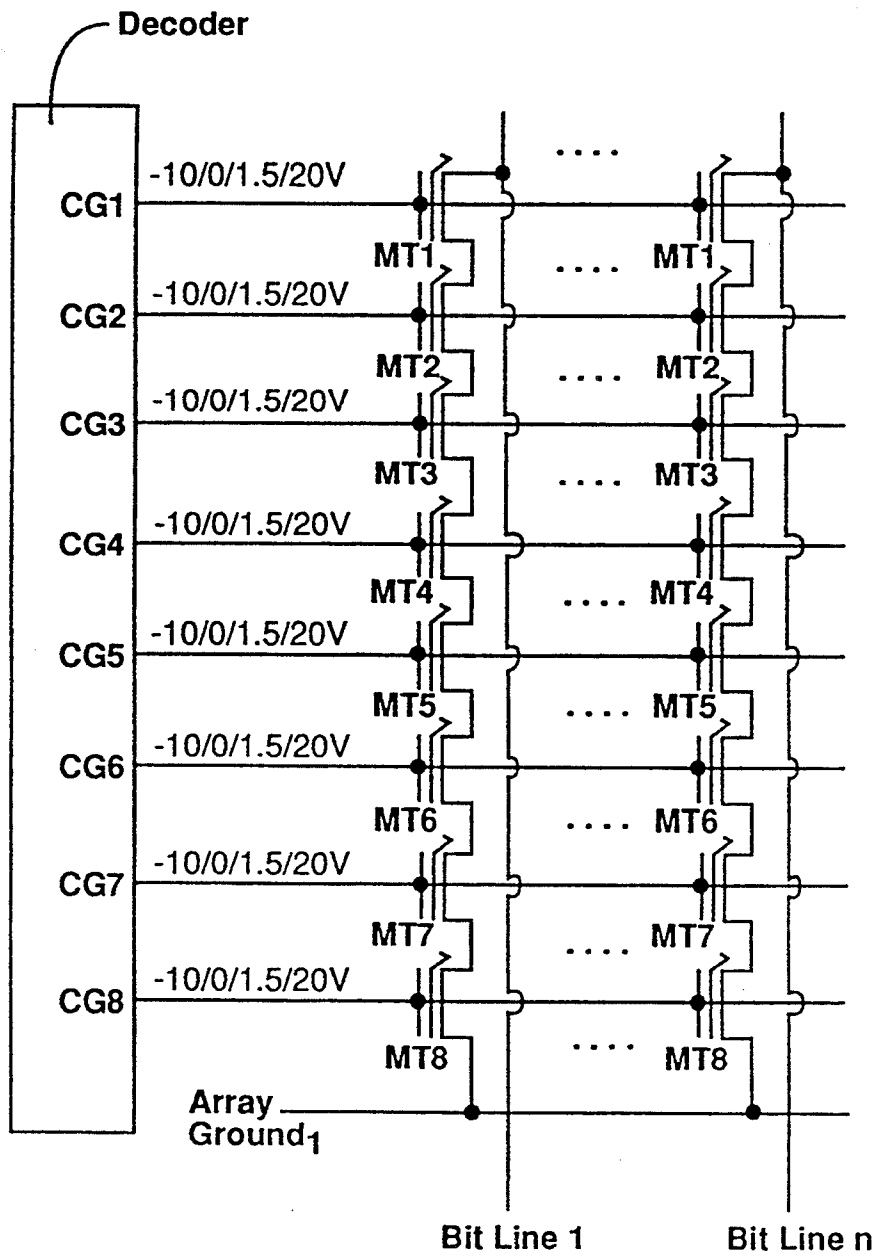 Decoder
-10/0/1.5/20V
CG1
MT1 .... MT1
-10/0/1.5/20V
CG2
MT2 .... MT2
-10/0/1.5/20V
CG3
MT3 .... MT3
-10/0/1.5/20V
CG4
MT4 .... MT4
-10/0/1.5/20V
CG5
MT5 .... MT5
-10/0/1.5/20V
CG6
MT6 .... MT6
-10/0/1.5/20V
CG7
MT7 .... MT7
-10/0/1.5/20V
CG8
MT8 .... MT8
Array
Ground1
Bit Line 1 Bit Line n